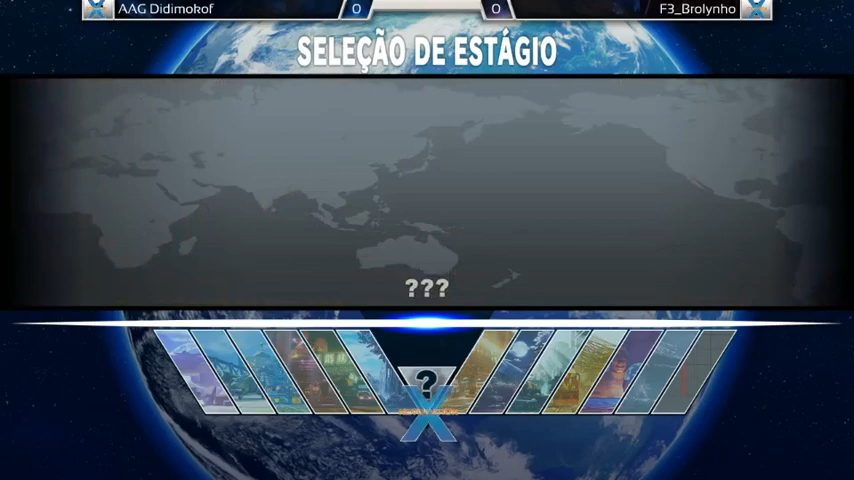 AAG Didimokof 0 0 F3_Brolynho
SELEÇÃO DE ESTÁGIO
???
?